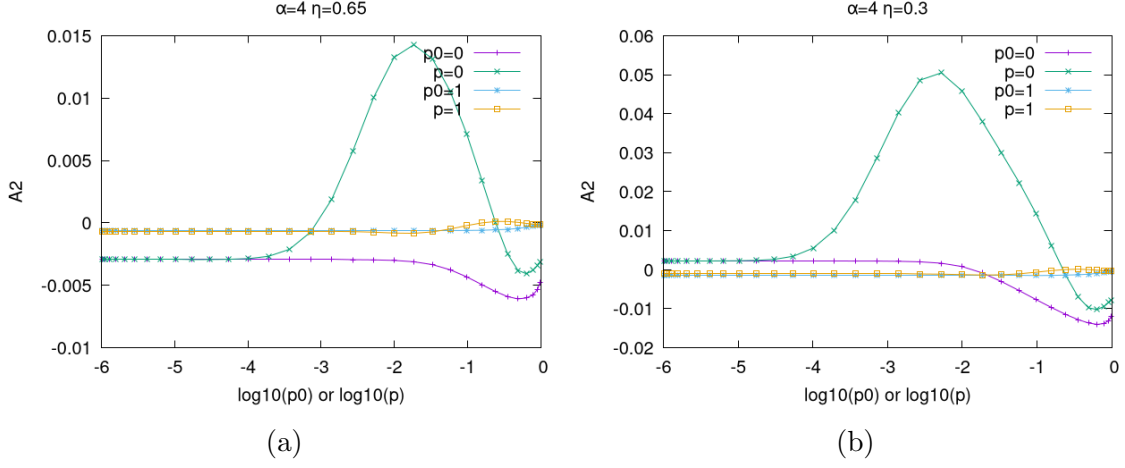 α=4 η=0.65
0.015
0.01
0.005
0
-0.005
-0.01
A2
p0=0
p=0
p0=1
p=1
-6 -5 -4 -3 -2 -1 0
log10(p0) or log10(p)
(a)
α=4 η=0.3
0.06
0.05
0.04
0.03
0.02
0.01
0
-0.01
-0.02
A2
p0=0
p=0
p0=1
p=1
-6 -5 -4 -3 -2 -1 0
log10(p0) or log10(p)
(b)